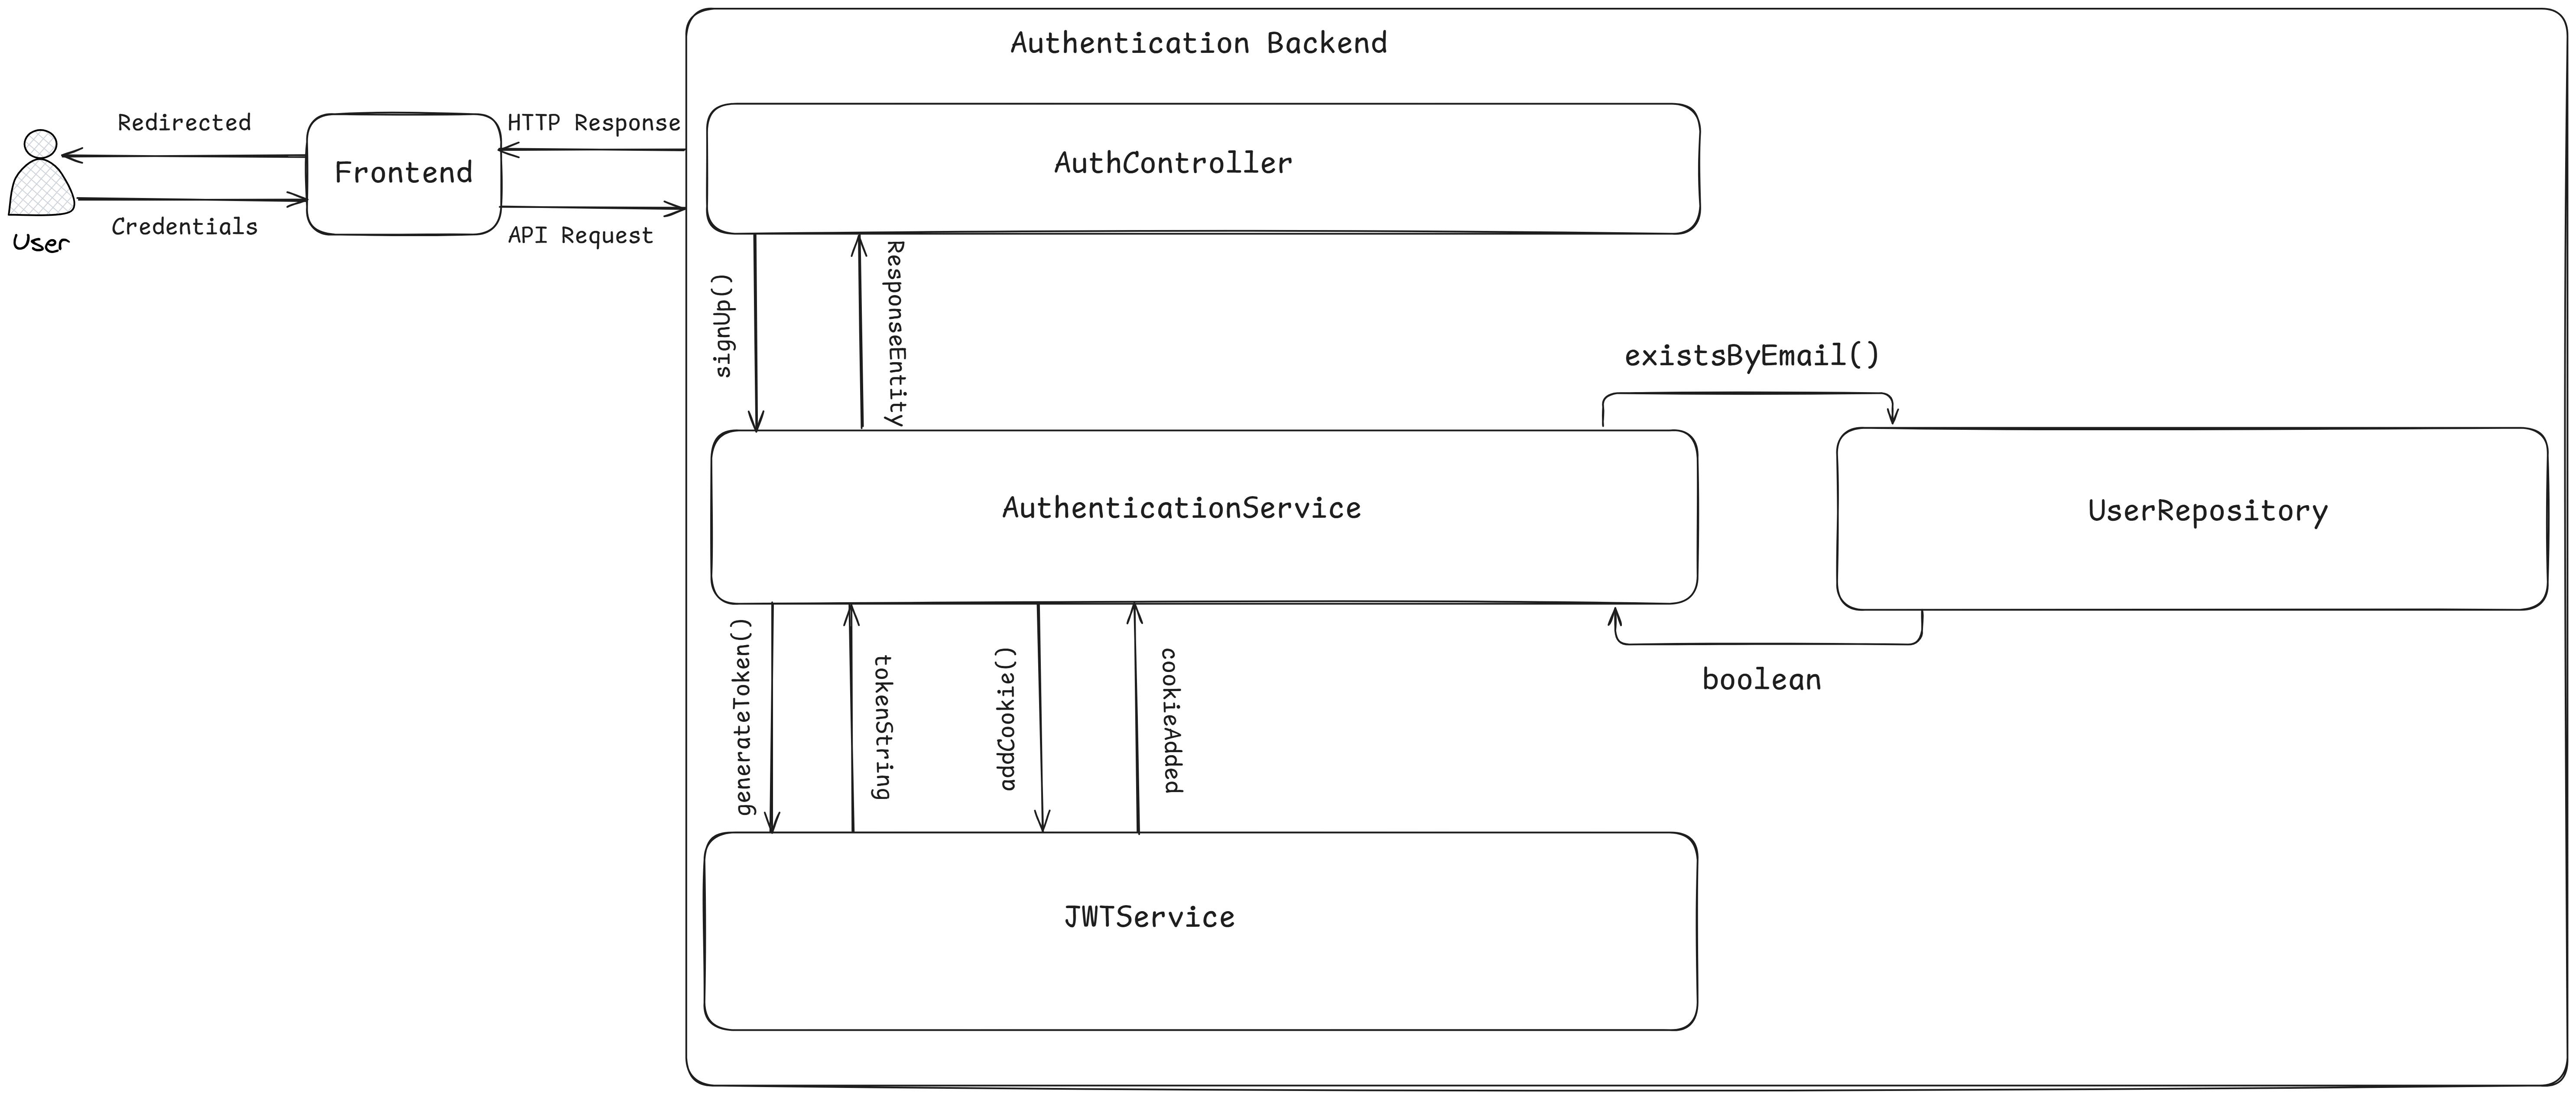 Authentication Backend
Redirected
HTTP Response
Frontend
AuthController
Credentials
API Request
User
signUp()
ResponseEntity
existsByEmail()
AuthenticationService
UserRepository
generateToken()
tokenString
addCookie()
cookieAdded
boolean
JWTService